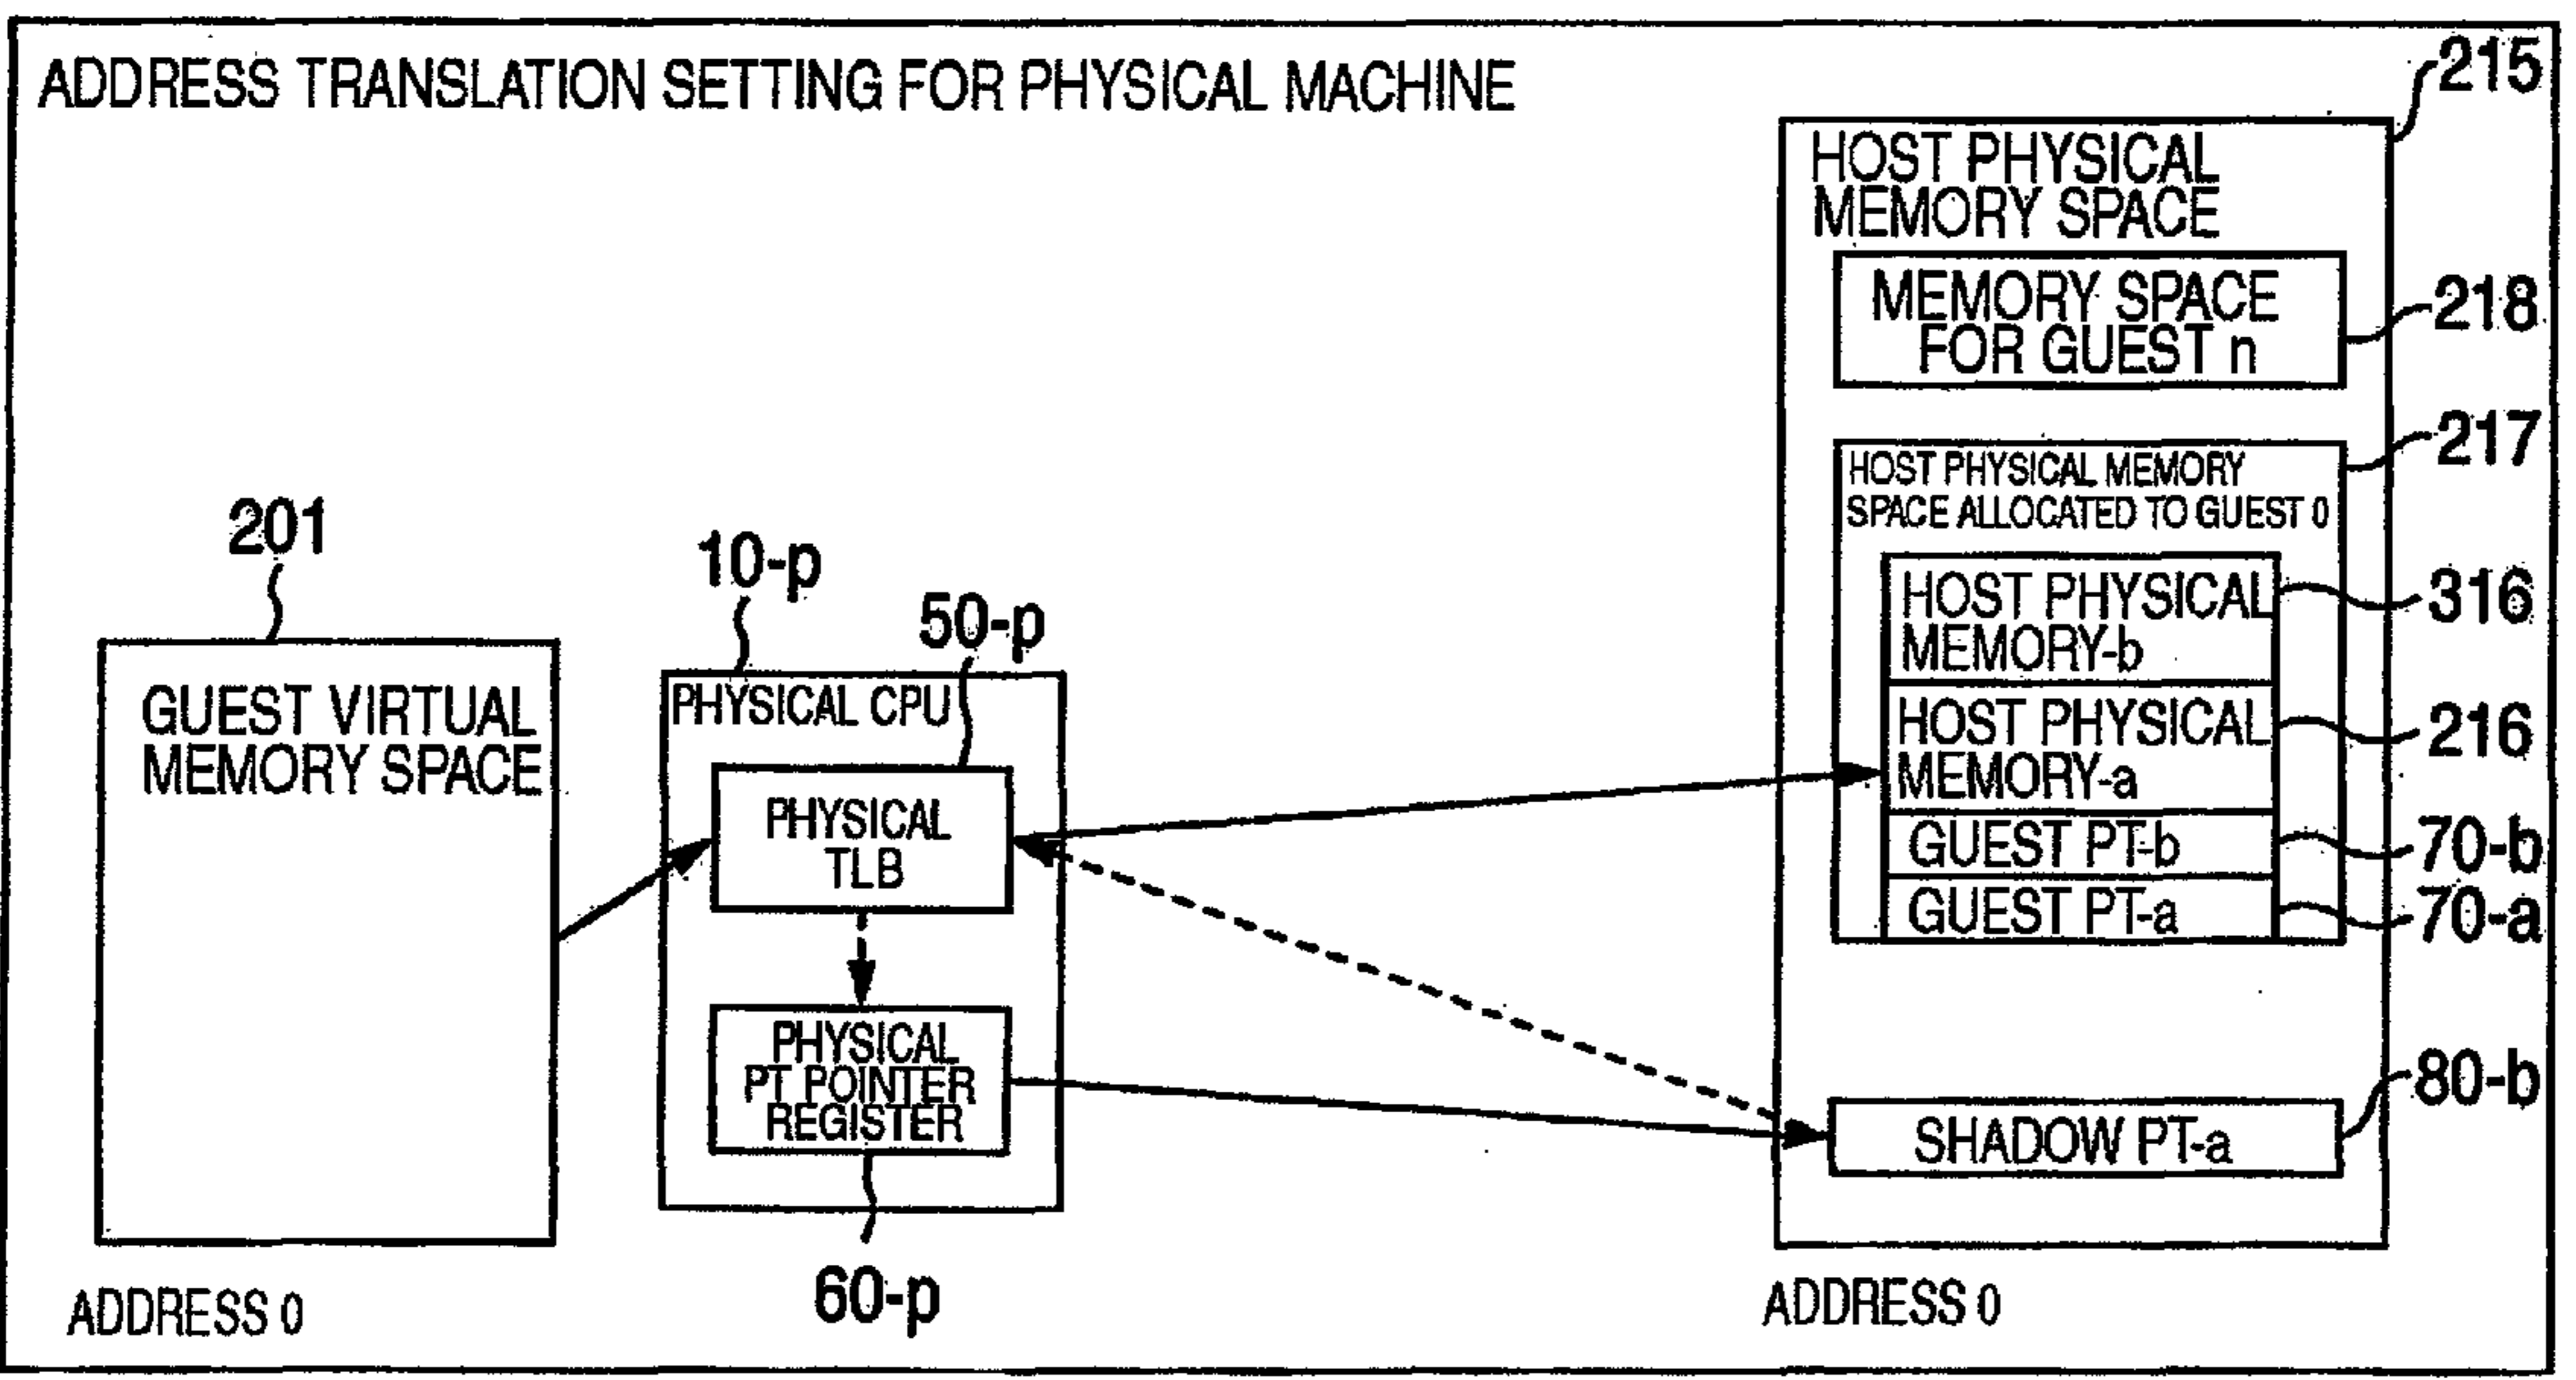 ADDRESS TRANSLATION SETTING FOR PHYSICAL MACHINE
215
HOST PHYSICAL
MEMORY SPACE
MEMORY SPACE
FOR GUEST n
218
217
HOST PHYSICAL MEMORY
SPACE ALLOCATED TO GUEST 0
201
10-p
50-p
HOST PHYSICAL
MEMORY-b
316
GUEST VIRTUAL
MEMORY SPACE
PHYSICAL CPU
HOST PHYSICAL
MEMORY-a
216
PHYSICAL
TLB
GUEST PT-b
70-b
GUEST PT-a
70-a
PHYSICAL
PT POINTER
REGISTER
80-b
SHADOW PT-a
60-p
ADDRESS 0
ADDRESS 0